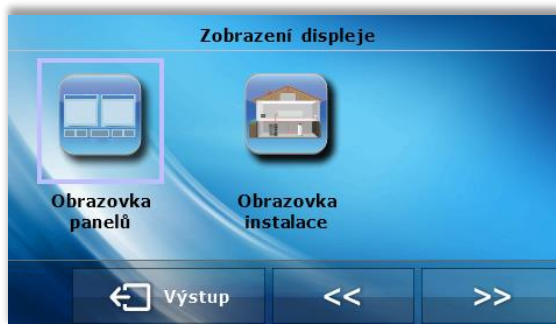 Zobrazení displeje
Obrazovka
panelů
Obrazovka
instalace
Výstup
<<
>>